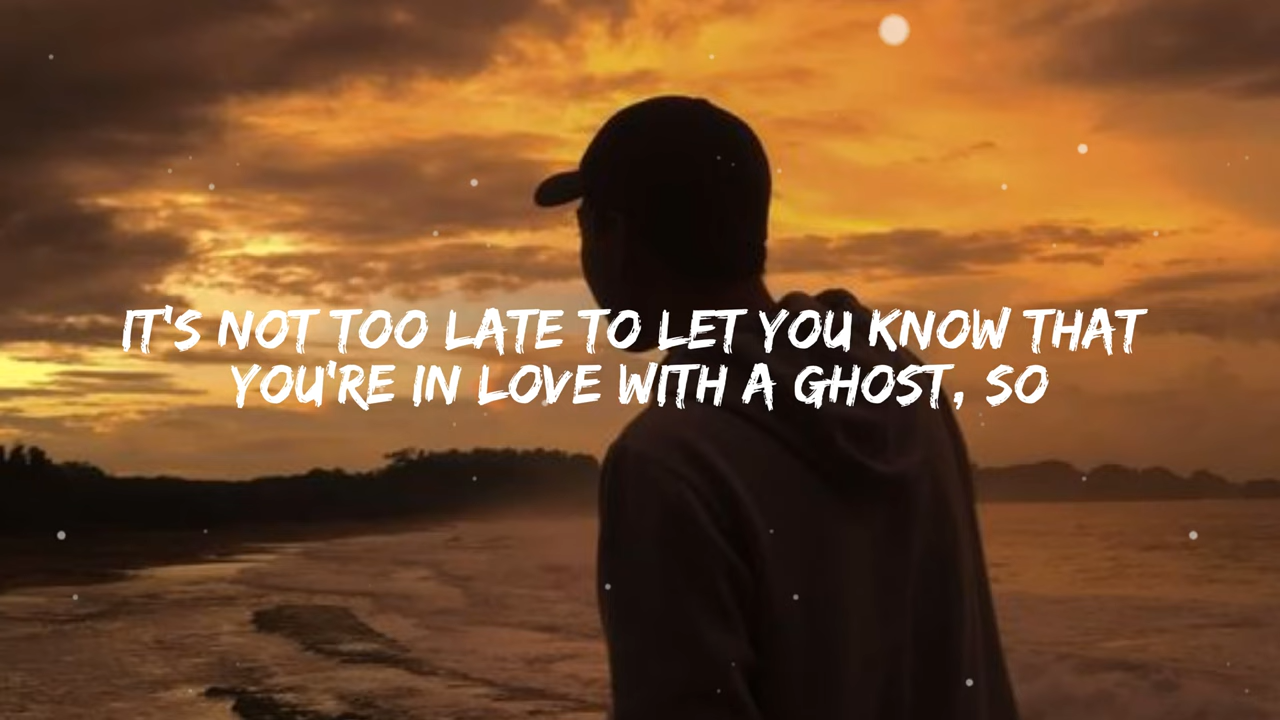 IT'S NOT TOO LATE TO LET YOU KNOW THAT
YOU'RE IN LOVE WITH A GHOST, SO